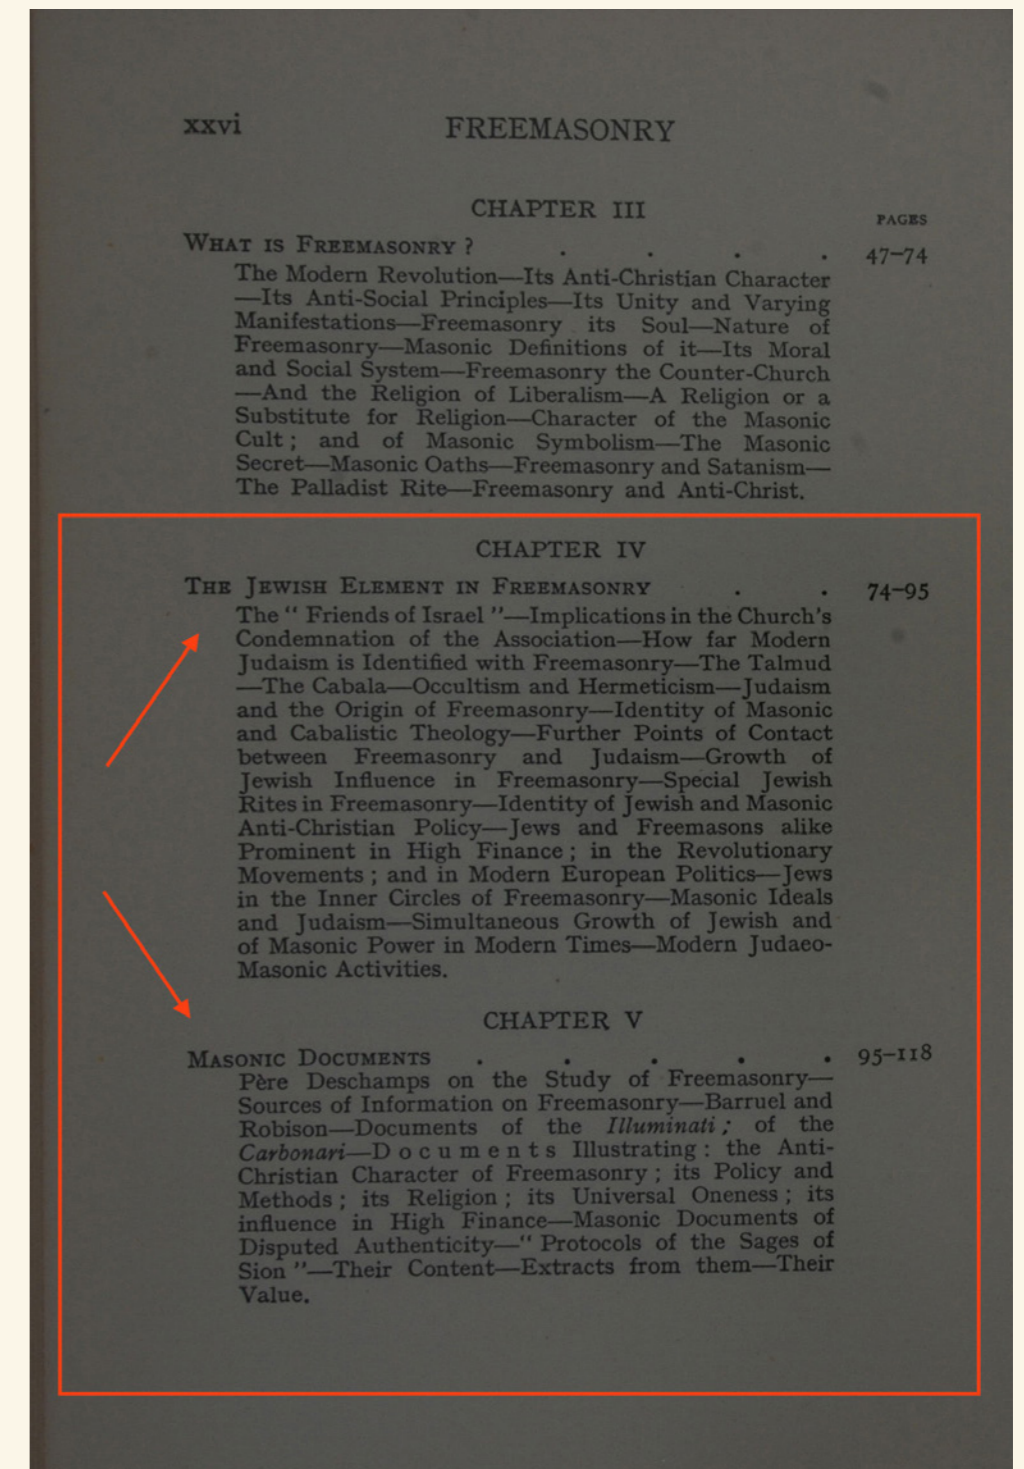 xxvi
FREEMASONRY
CHAPTER III
PAGES
WHAT IS FREEMASONRY ? . . . . 47–74
The Modern Revolution—Its Anti-Christian Character
—Its Anti-Social Principles—Its Unity and Varying
Manifestations—Freemasonry its Soul—Nature of
Freemasonry—Masonic Definitions of it—Its Moral
and Social System—Freemasonry the Counter-Church
—And the Religion of Liberalism—A Religion or a
Substitute for Religion—Character of the Masonic
Cult ; and of Masonic Symbolism—The Masonic
Secret—Masonic Oaths—Freemasonry and Satanism—
The Palladist Rite—Freemasonry and Anti-Christ.
CHAPTER IV
THE JEWISH ELEMENT IN FREEMASONRY . . 74–95
The “ Friends of Israel ”—Implications in the Church’s
Condemnation of the Association—How far Modern
Judaism is Identified with Freemasonry—The Talmud
—The Cabala—Occultism and Hermeticism—Judaism
and the Origin of Freemasonry—Identity of Masonic
and Cabalistic Theology—Further Points of Contact
between Freemasonry and Judaism—Growth of
Jewish Influence in Freemasonry—Special Jewish
Rites in Freemasonry—Identity of Jewish and Masonic
Anti-Christian Policy—Jews and Freemasons alike
Prominent in High Finance ; in the Revolutionary
Movements ; and in Modern European Politics—Jews
in the Inner Circles of Freemasonry—Masonic Ideals
and Judaism—Simultaneous Growth of Jewish and
of Masonic Power in Modern Times—Modern Judaeo-
Masonic Activities.
CHAPTER V
MASONIC DOCUMENTS . . . . . 95–118
Père Deschamps on the Study of Freemasonry—
Sources of Information on Freemasonry—Barruel and
Robison—Documents of the Illuminati ; of the
Carbonari—Documents Illustrating : the Anti-
Christian Character of Freemasonry ; its Policy and
Methods ; its Religion ; its Universal Oneness ; its
influence in High Finance—Masonic Documents of
Disputed Authenticity—“ Protocols of the Sages of
Sion ”—Their Content—Extracts from them—Their
Value.